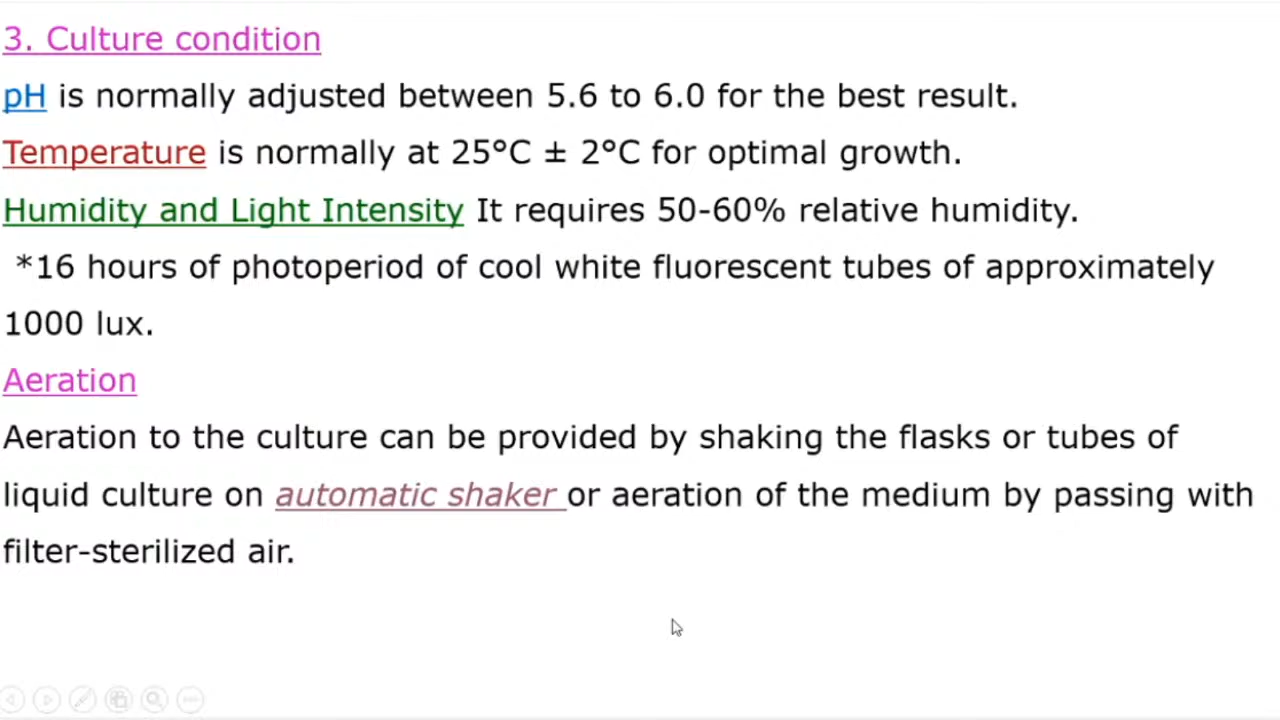 3. Culture condition
pH is normally adjusted between 5.6 to 6.0 for the best result.
Temperature is normally at 25°C ± 2°C for optimal growth.
Humidity and Light Intensity It requires 50-60% relative humidity.
*16 hours of photoperiod of cool white fluorescent tubes of approximately
1000 lux.
Aeration
Aeration to the culture can be provided by shaking the flasks or tubes of
liquid culture on automatic shaker or aeration of the medium by passing with
filter-sterilized air.